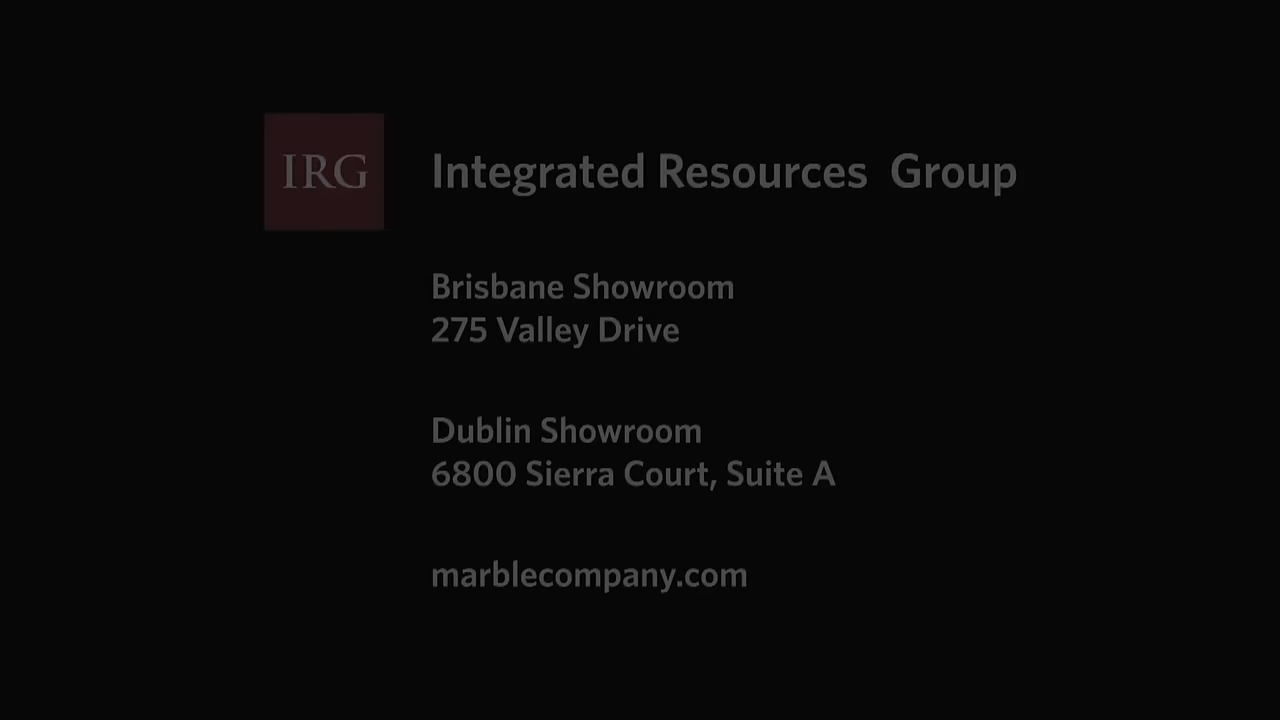 IRG
Integrated Resources Group
Brisbane Showroom
275 Valley Drive
Dublin Showroom
6800 Sierra Court, Suite A
marblecompany.com